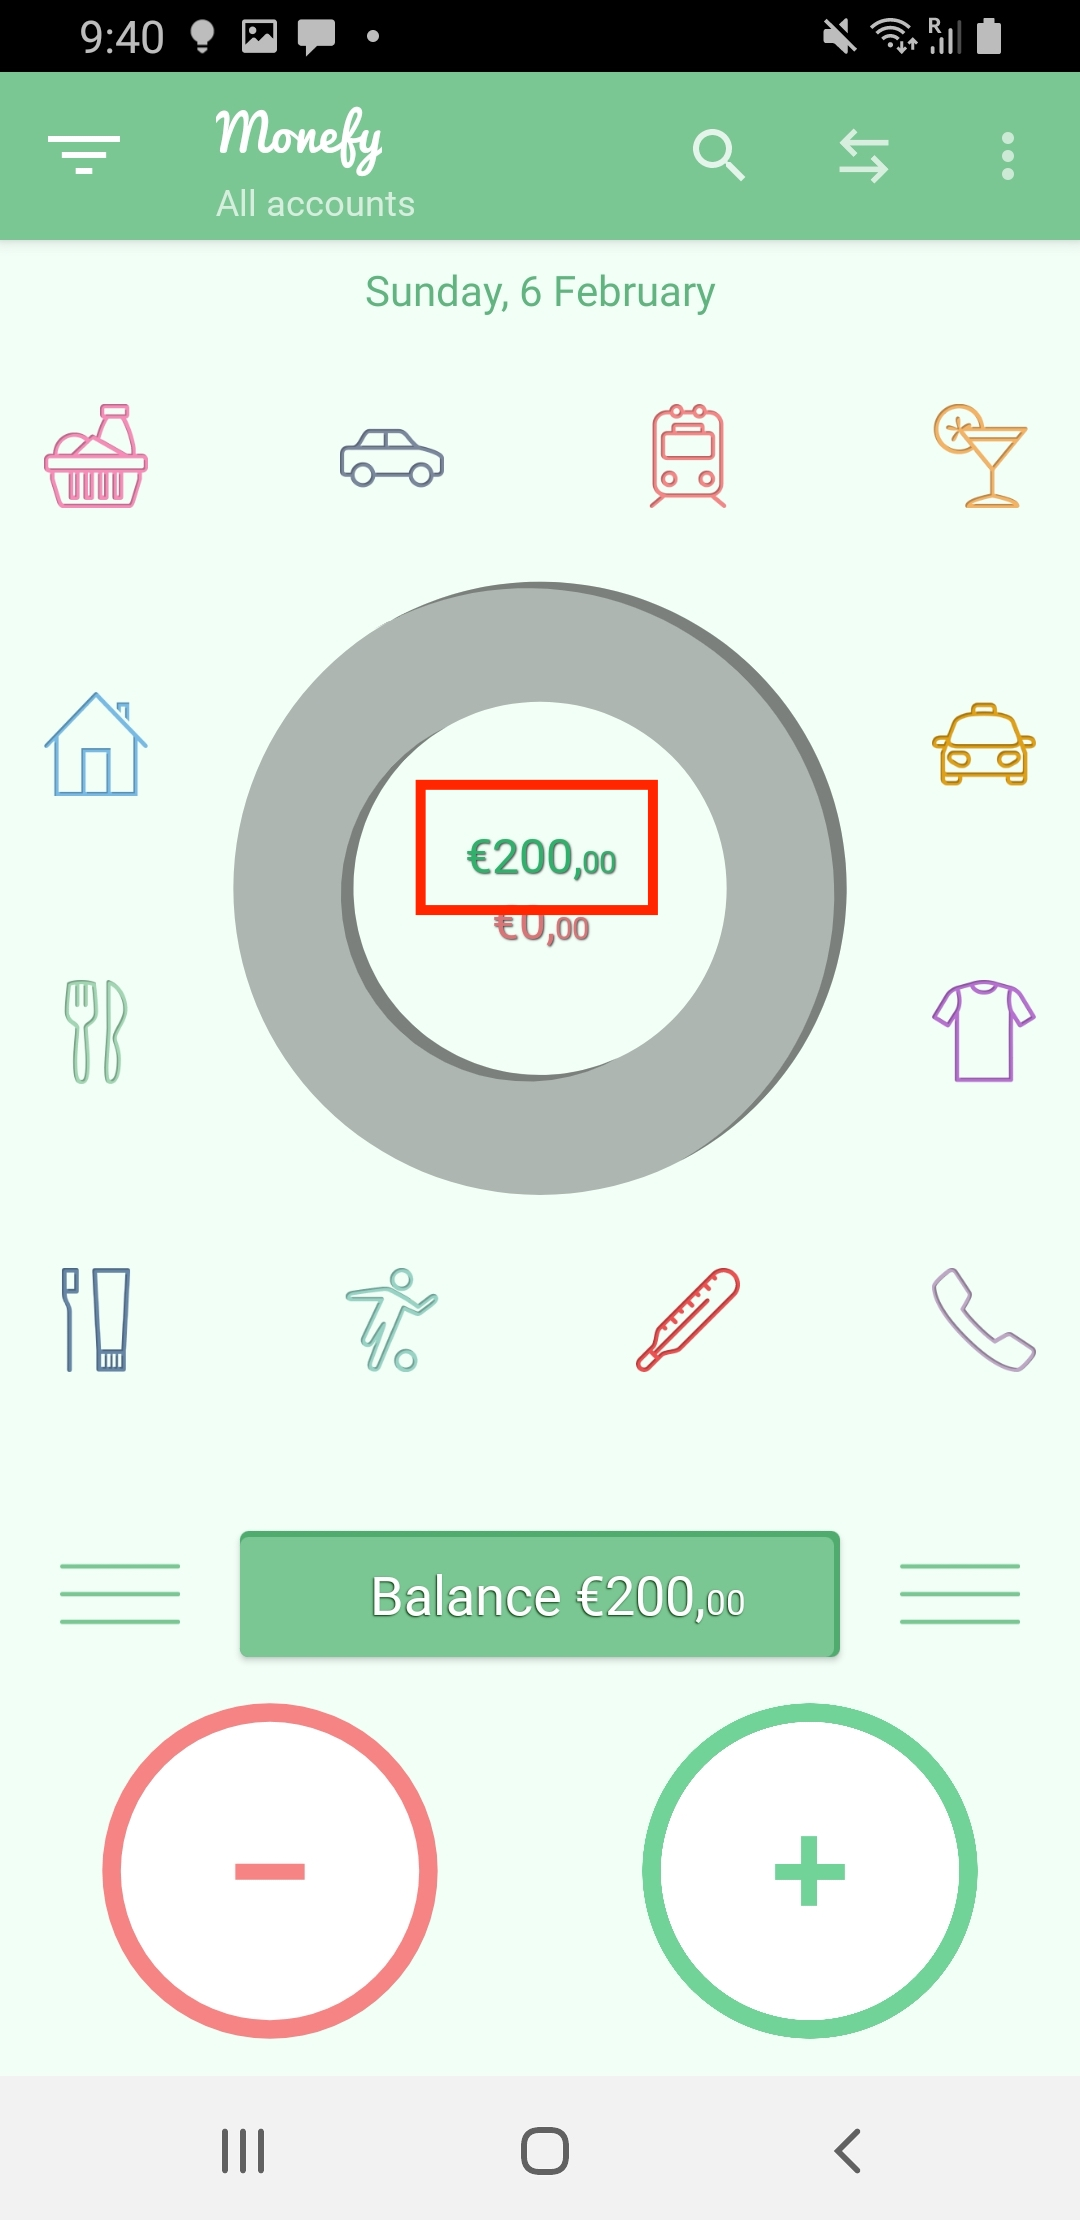 9:40
R
Monefy
All accounts
Sunday, 6 February
€200,00
€0,00
Balance €200,00